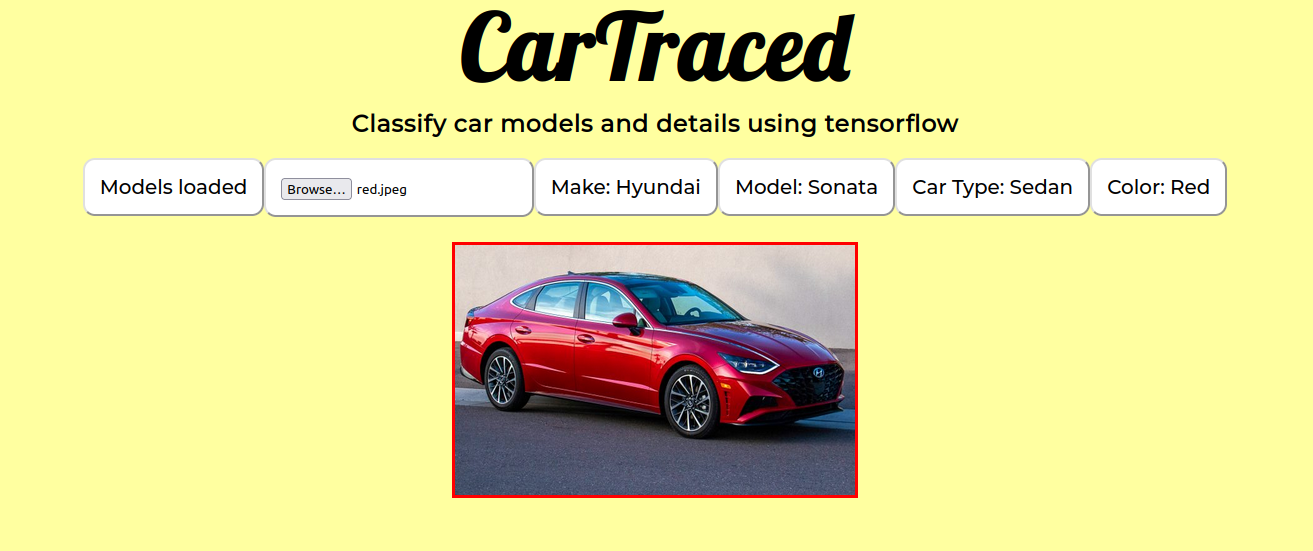 CarTraced
Classify car models and details using tensorflow
Models loaded
Browse... red.jpeg
Make: Hyundai
Model: Sonata
Car Type: Sedan
Color: Red